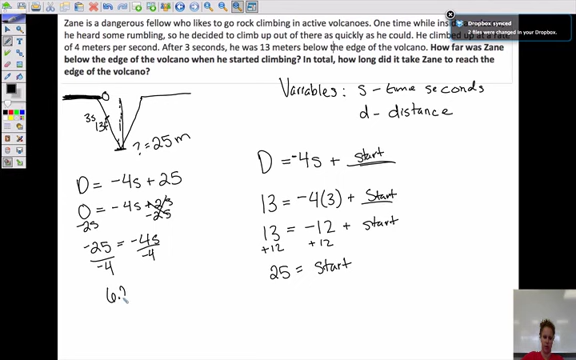 Zane is a dangerous fellow who likes to go rock climbing in active volcanoes. One time while ins
he heard some rumbling, so he decided to climb up out of there as quickly as he could. He climbed
of 4 meters per second. After 3 seconds, he was 13 meters below the edge of the volcano. How far was Zane
below the edge of the volcano when he started climbing? In total, how long did it take Zane to reach the
edge of the volcano?
Dropbox synced
2 files were changed in your Dropbox.
Variables: s - time seconds
d - distance
0
3s
13
? = 25 m
D = -4s + start
D = -4s + 25
13 = -4(3) + start
0 = -4s + 25
-25 -25
13 = -12 + start
+12 +12
-25 = -4s
-4 -4
25 = start
6.?